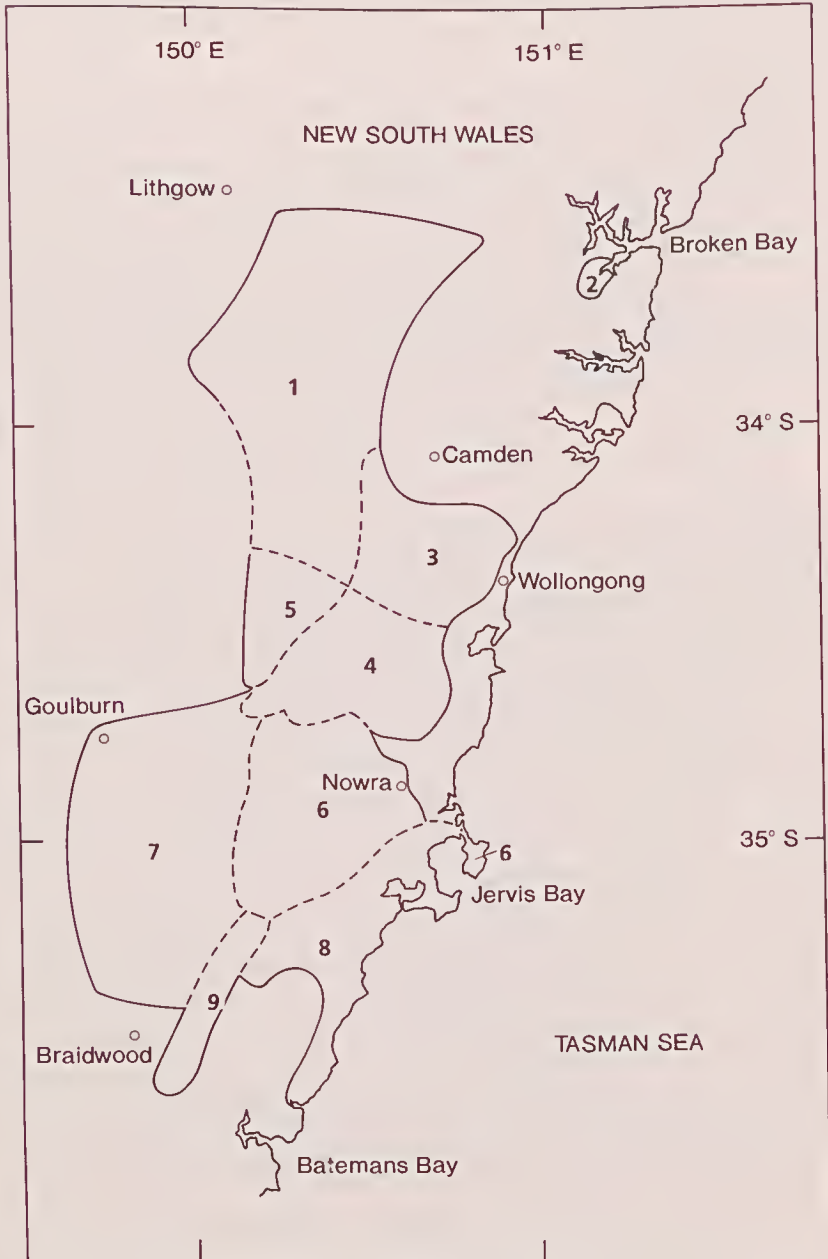 150° E
151° E
NEW SOUTH WALES
Lithgow
Broken Bay
2
1
34° S
Camden
3
Wollongong
5
4
Goulburn
Nowra
6
7
6
35° S
Jervis Bay
8
9
Braidwood
TASMAN SEA
Batemans Bay